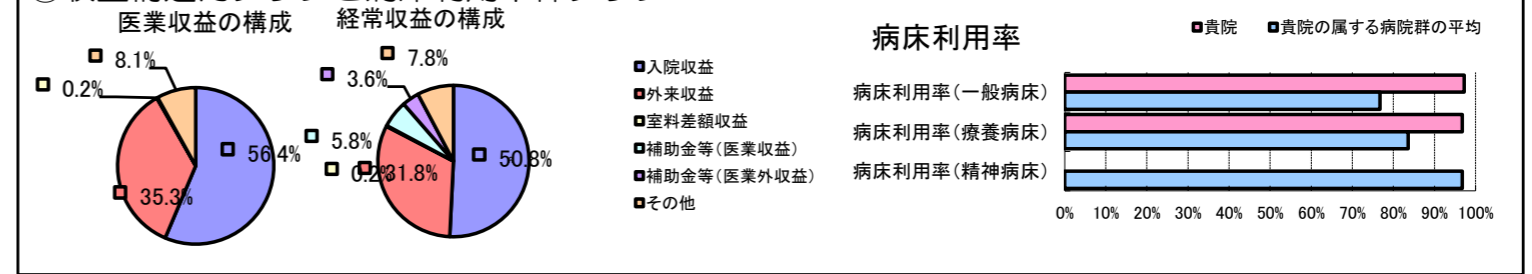 医業収益の構成
8.1%
0.2%
56.4%
35.3%
経常収益の構成
7.8%
3.6%
5.8%
0.2%
31.8%
50.8%
入院収益
外来収益
室料差額収益
補助金等(医業収益)
補助金等(医業外収益)
その他
病床利用率
貴院 貴院の属する病院群の平均
病床利用率(一般病床)
病床利用率(療養病床)
病床利用率(精神病床)
0% 10% 20% 30% 40% 50% 60% 70% 80% 90% 100%